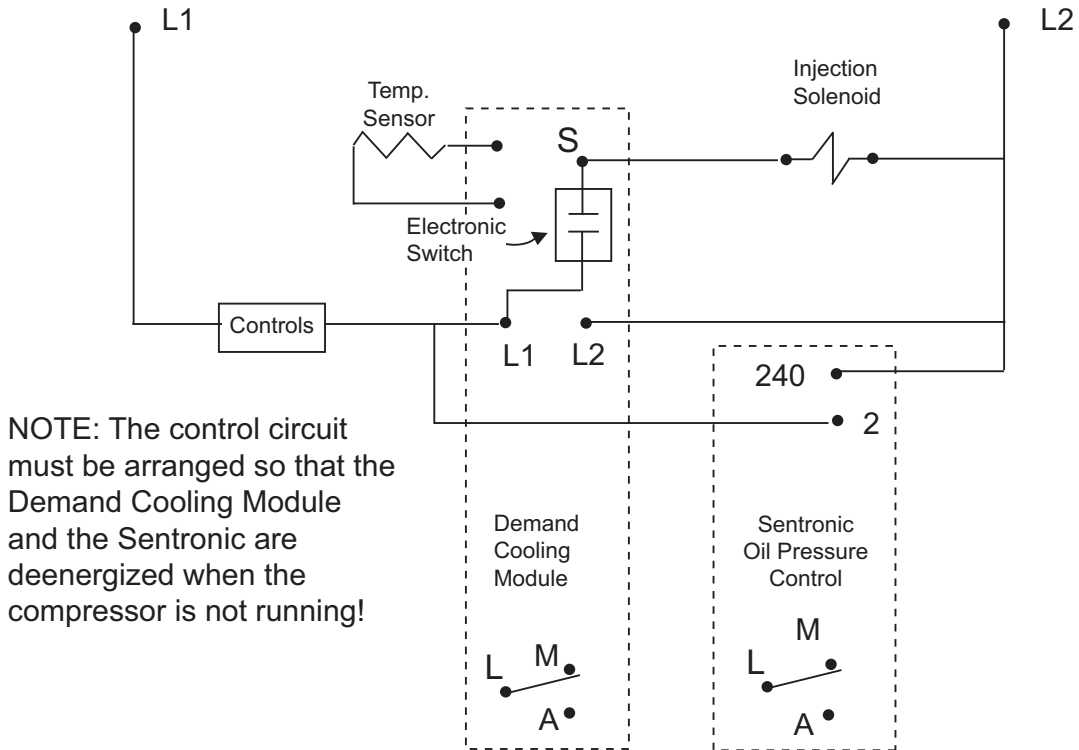 L1
L2
Temp.
Sensor
Injection
Solenoid
S
Electronic
Switch
Controls
L1
L2
240
2
NOTE: The control circuit
must be arranged so that the
Demand Cooling Module
and the Sentronic are
deenergized when the
compressor is not running!
Demand
Cooling
Module
Sentronic
Oil Pressure
Control
L
M
A
L
M
A